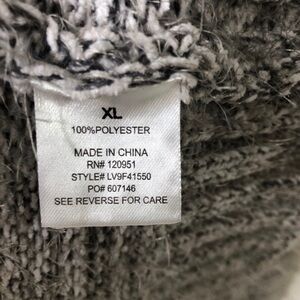 XL
100%POLYESTER
MADE IN CHINA
RN# 120951
STYLE# LV9F41550
PO# 607146
SEE REVERSE FOR CARE